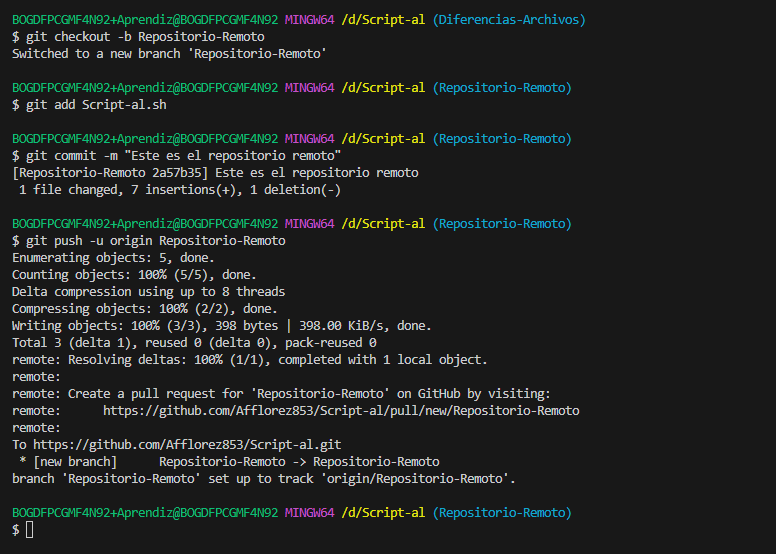 BOGDFPCGMF4N92+Aprendiz@BOGDFPCGMF4N92 MINGW64 /d/Script-al (Diferencias-Archivos)
$ git checkout -b Repositorio-Remoto
Switched to a new branch 'Repositorio-Remoto'
BOGDFPCGMF4N92+Aprendiz@BOGDFPCGMF4N92 MINGW64 /d/Script-al (Repositorio-Remoto)
$ git add Script-al.sh
BOGDFPCGMF4N92+Aprendiz@BOGDFPCGMF4N92 MINGW64 /d/Script-al (Repositorio-Remoto)
$ git commit -m "Este es el repositorio remoto"
[Repositorio-Remoto 2a57b35] Este es el repositorio remoto
 1 file changed, 7 insertions(+), 1 deletion(-)
BOGDFPCGMF4N92+Aprendiz@BOGDFPCGMF4N92 MINGW64 /d/Script-al (Repositorio-Remoto)
$ git push -u origin Repositorio-Remoto
Enumerating objects: 5, done.
Counting objects: 100% (5/5), done.
Delta compression using up to 8 threads
Compressing objects: 100% (2/2), done.
Writing objects: 100% (3/3), 398 bytes | 398.00 KiB/s, done.
Total 3 (delta 1), reused 0 (delta 0), pack-reused 0
remote: Resolving deltas: 100% (1/1), completed with 1 local object.
remote:
remote: Create a pull request for 'Repositorio-Remoto' on GitHub by visiting:
remote:      https://github.com/Afflorez853/Script-al/pull/new/Repositorio-Remoto
remote:
To https://github.com/Afflorez853/Script-al.git
 * [new branch]      Repositorio-Remoto -> Repositorio-Remoto
branch 'Repositorio-Remoto' set up to track 'origin/Repositorio-Remoto'.
BOGDFPCGMF4N92+Aprendiz@BOGDFPCGMF4N92 MINGW64 /d/Script-al (Repositorio-Remoto)
$